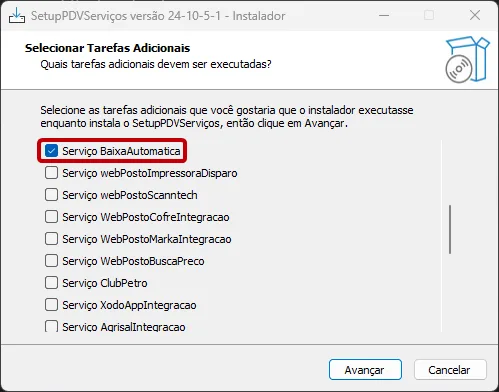 SetupPDVServiços versão 24-10-5-1 - Instalador
Selecionar Tarefas Adicionais
Quais tarefas adicionais devem ser executadas?
Selecione as tarefas adicionais que você gostaria que o instalador executasse
enquanto instala o SetupPDVServiços, então clique em Avançar.
Serviço BaixaAutomatica
Serviço webPostoImpressoraDisparo
Serviço webPostoScanntech
Serviço WebPostoCofreIntegracao
Serviço WebPostoMarkaIntegracao
Serviço WebPostoBuscaPreco
Serviço ClubPetro
Serviço XodoAppIntegracao
Serviço AgrisalIntegracao
Avançar
Cancelar